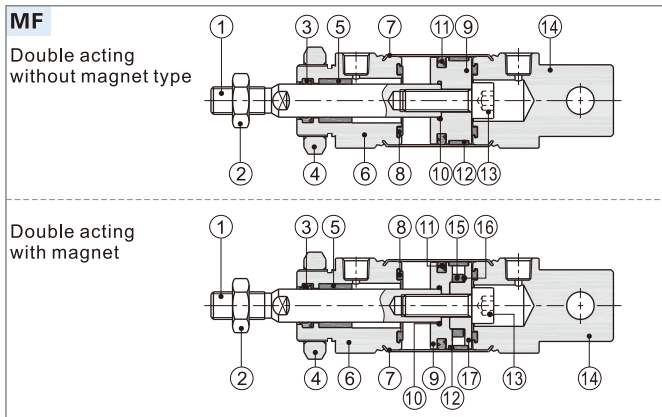 MF
Double acting
without magnet type
1 3 5 7 11 9 14
2 4 6 8 10 12 13
Double acting
with magnet
1 3 5 8 11 15 16
2 4 6 7 10 9 12 17 13 14